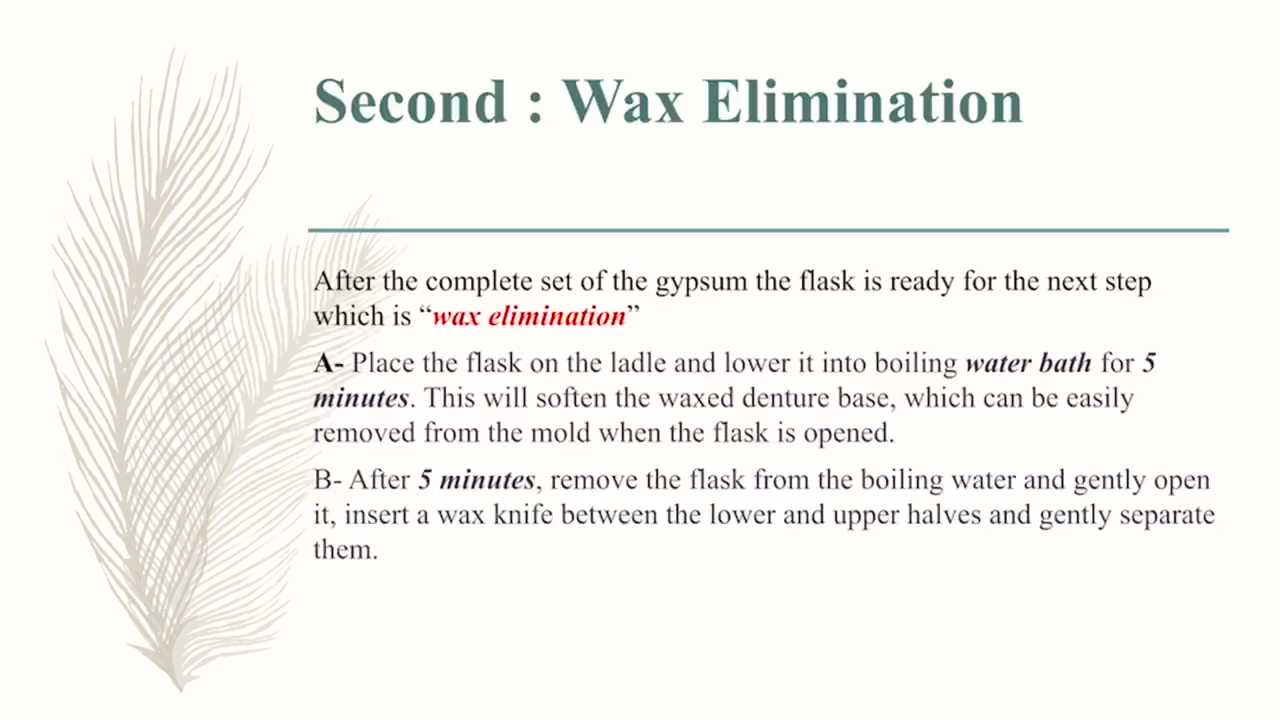 Second : Wax Elimination
After the complete set of the gypsum the flask is ready for the next step
which is “wax elimination”
A- Place the flask on the ladle and lower it into boiling water bath for 5
minutes. This will soften the waxed denture base, which can be easily
removed from the mold when the flask is opened.
B- After 5 minutes, remove the flask from the boiling water and gently open
it, insert a wax knife between the lower and upper halves and gently separate
them.